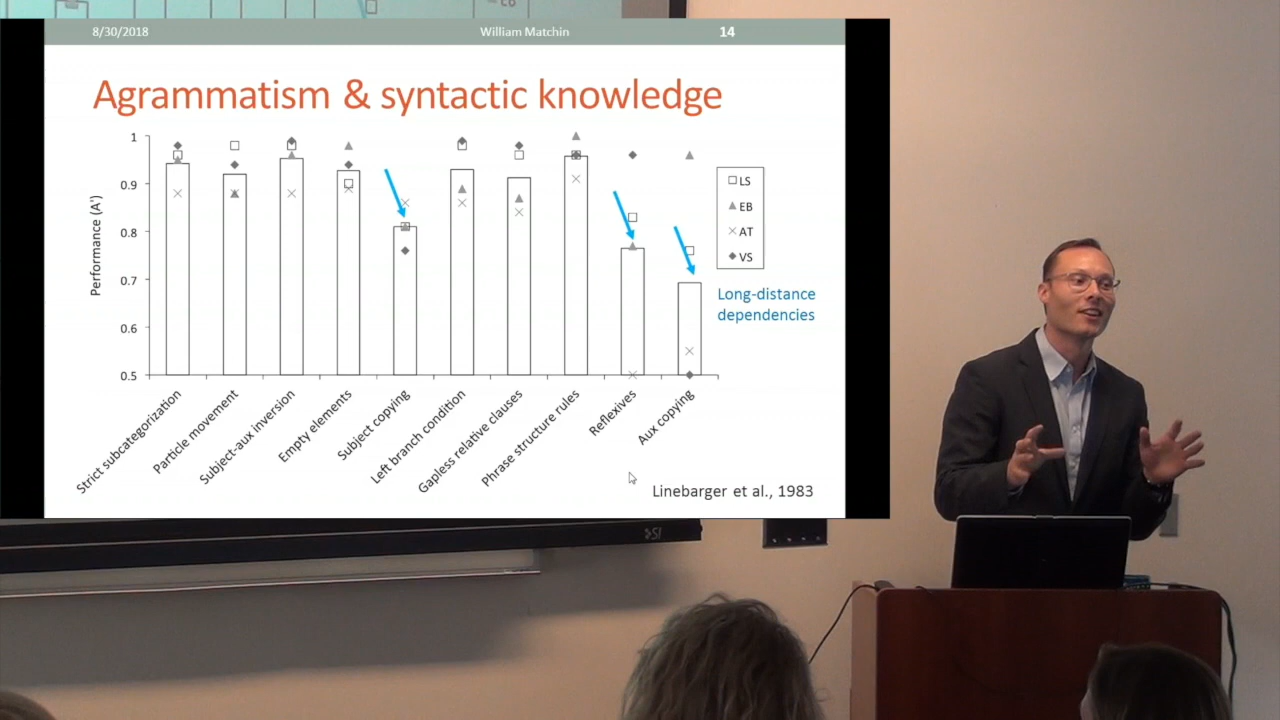 8/30/2018 William Matchin 14
Agrammatism & syntactic knowledge
Performance (A')
1
0.9
0.8
0.7
0.6
0.5
LS
EB
AT
VS
Long-distance
dependencies
Strict subcategorization
Particle movement
Subject-aux inversion
Empty elements
Subject copying
Left branch condition
Gapless relative clauses
Phrase structure rules
Reflexives
Aux copying
Linebarger et al., 1983